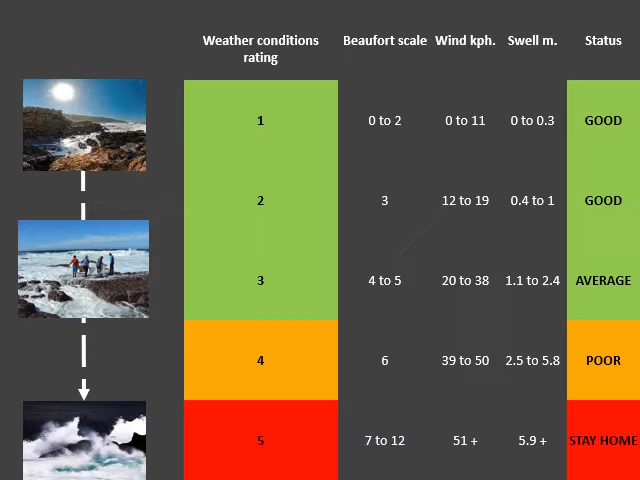 Weather conditions rating Beaufort scale Wind kph. Swell m. Status
1 0 to 2 0 to 11 0 to 0.3 GOOD
2 3 12 to 19 0.4 to 1 GOOD
3 4 to 5 20 to 38 1.1 to 2.4 AVERAGE
4 6 39 to 50 2.5 to 5.8 POOR
5 7 to 12 51 + 5.9 + STAY HOME